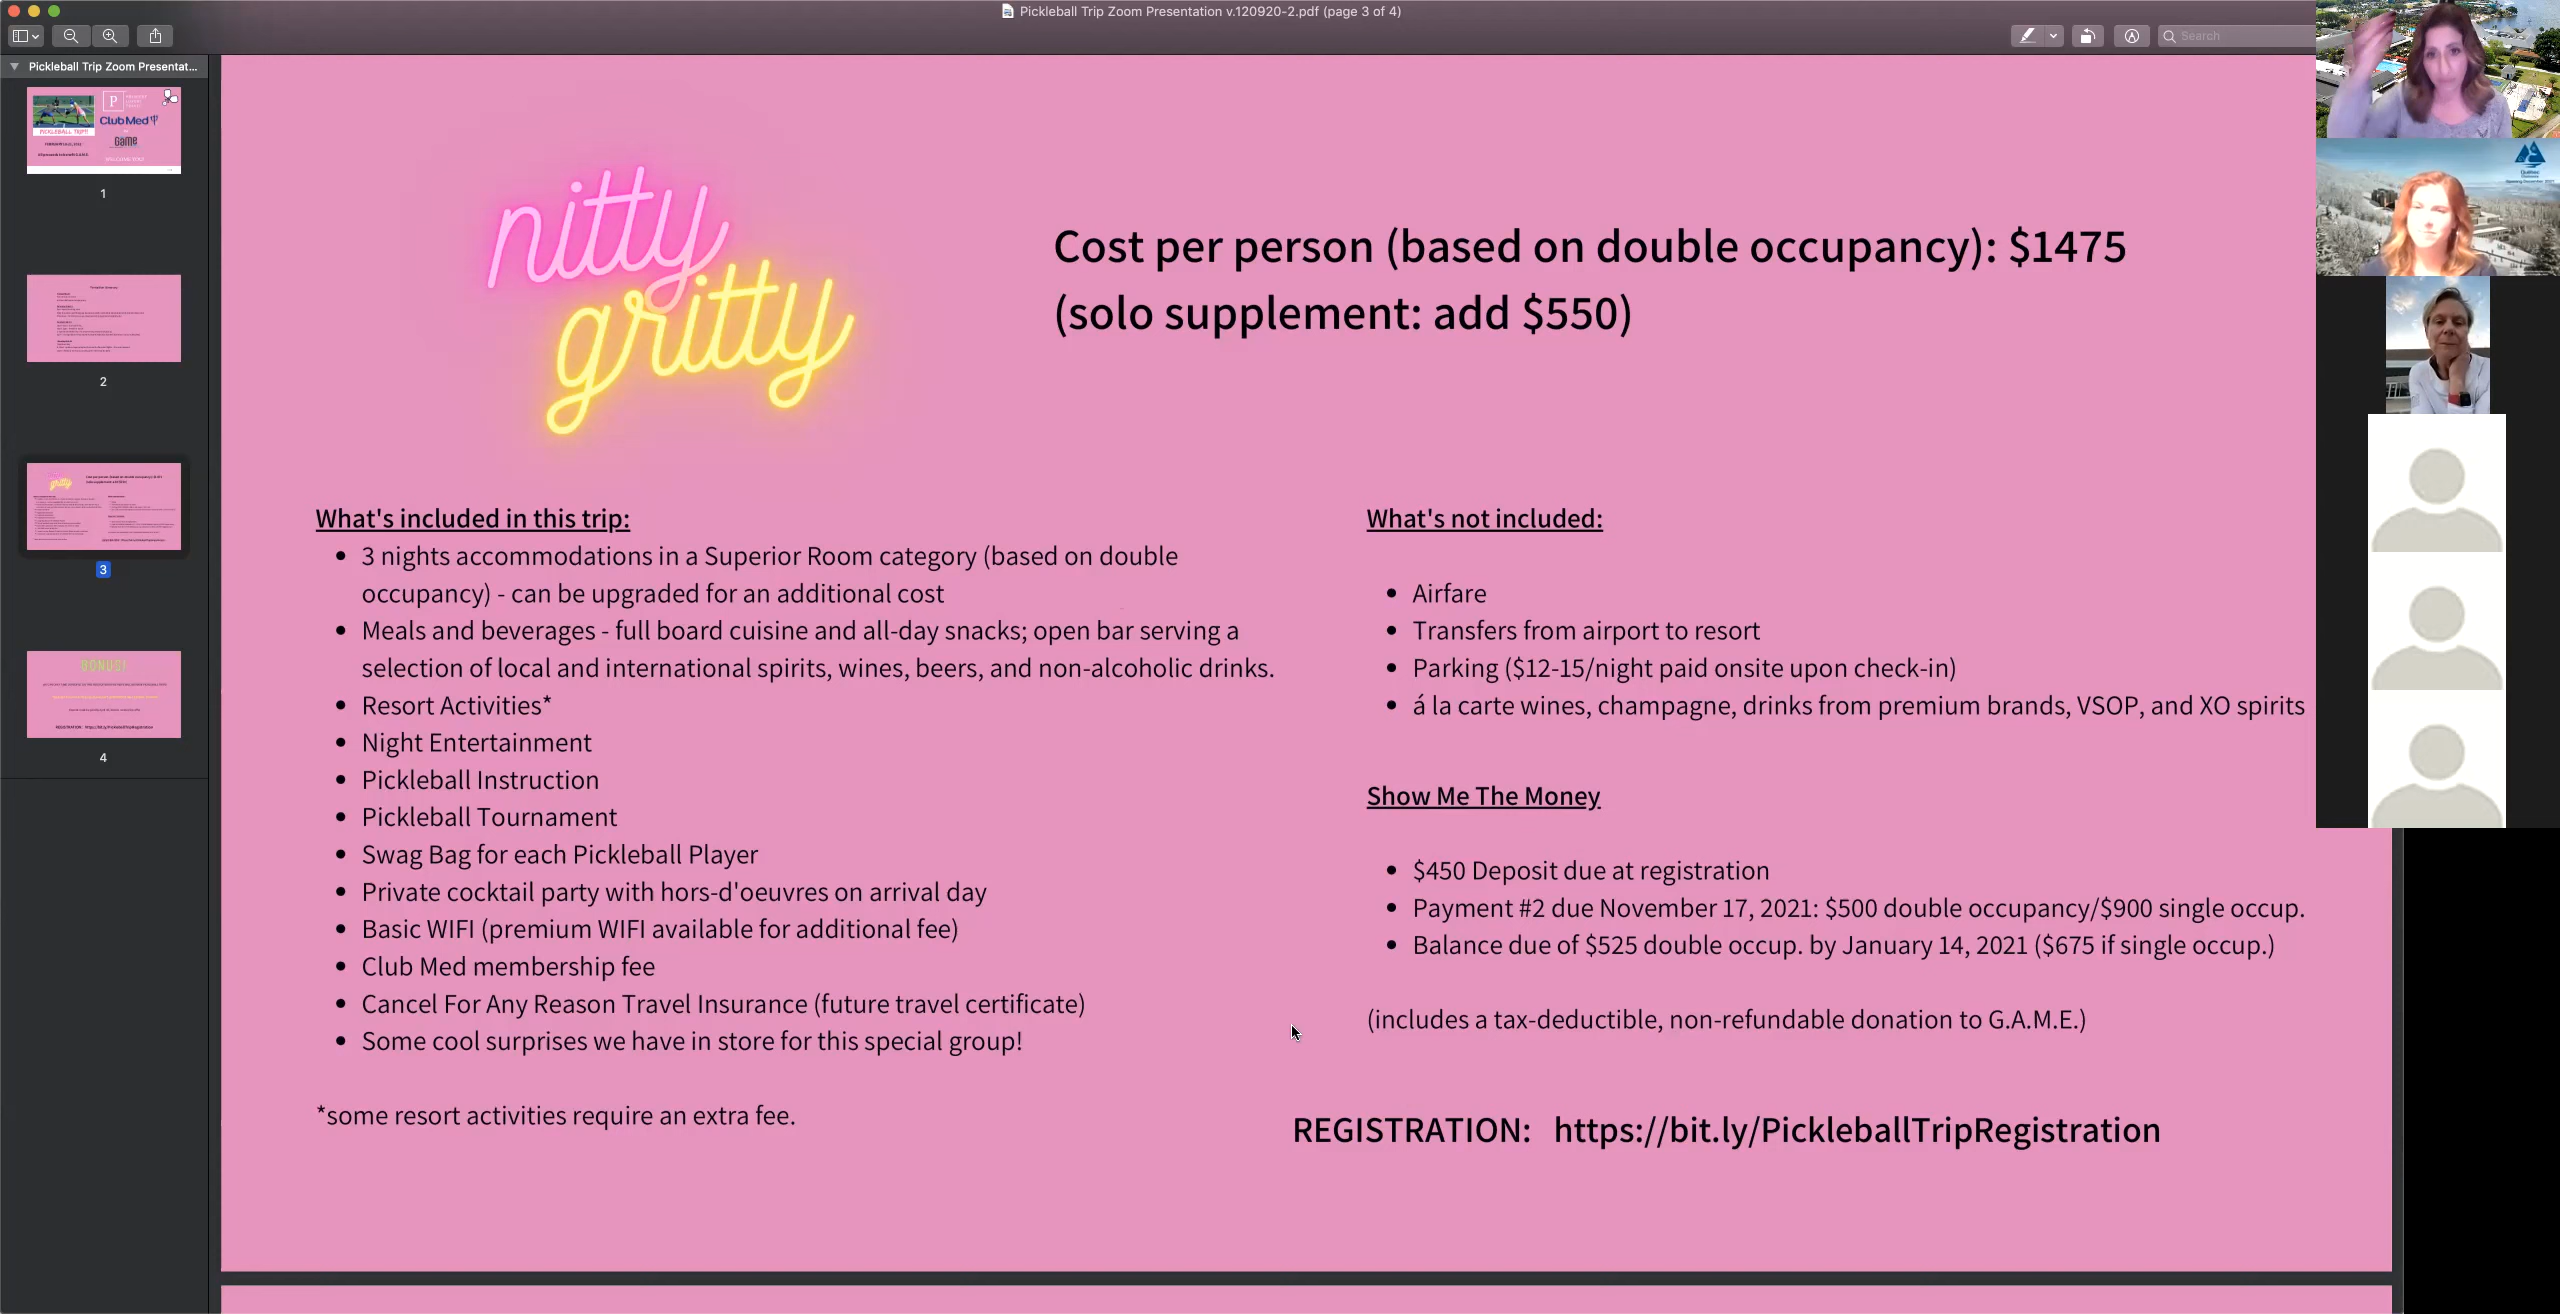 Pickleball Trip Zoom Presentation v.120920-2.pdf (page 3 of 4)
Search
Pickleball Trip Zoom Presentat...
Club Med
GAME
1
2
3
BONUS!
4
nitty
gritty
Cost per person (based on double occupancy): $1475
(solo supplement: add $550)
What's included in this trip:
• 3 nights accommodations in a Superior Room category (based on double
occupancy) - can be upgraded for an additional cost
• Meals and beverages - full board cuisine and all-day snacks; open bar serving a
selection of local and international spirits, wines, beers, and non-alcoholic drinks.
• Resort Activities*
• Night Entertainment
• Pickleball Instruction
• Pickleball Tournament
• Swag Bag for each Pickleball Player
• Private cocktail party with hors-d'oeuvres on arrival day
• Basic WIFI (premium WIFI available for additional fee)
• Club Med membership fee
• Cancel For Any Reason Travel Insurance (future travel certificate)
• Some cool surprises we have in store for this special group!
*some resort activities require an extra fee.
What's not included:
• Airfare
• Transfers from airport to resort
• Parking ($12-15/night paid onsite upon check-in)
• á la carte wines, champagne, drinks from premium brands, VSOP, and XO spirits
Show Me The Money
• $450 Deposit due at registration
• Payment #2 due November 17, 2021: $500 double occupancy/$900 single occup.
• Balance due of $525 double occup. by January 14, 2021 ($675 if single occup.)
(includes a tax-deductible, non-refundable donation to G.A.M.E.)
REGISTRATION: https://bit.ly/PickleballTripRegistration